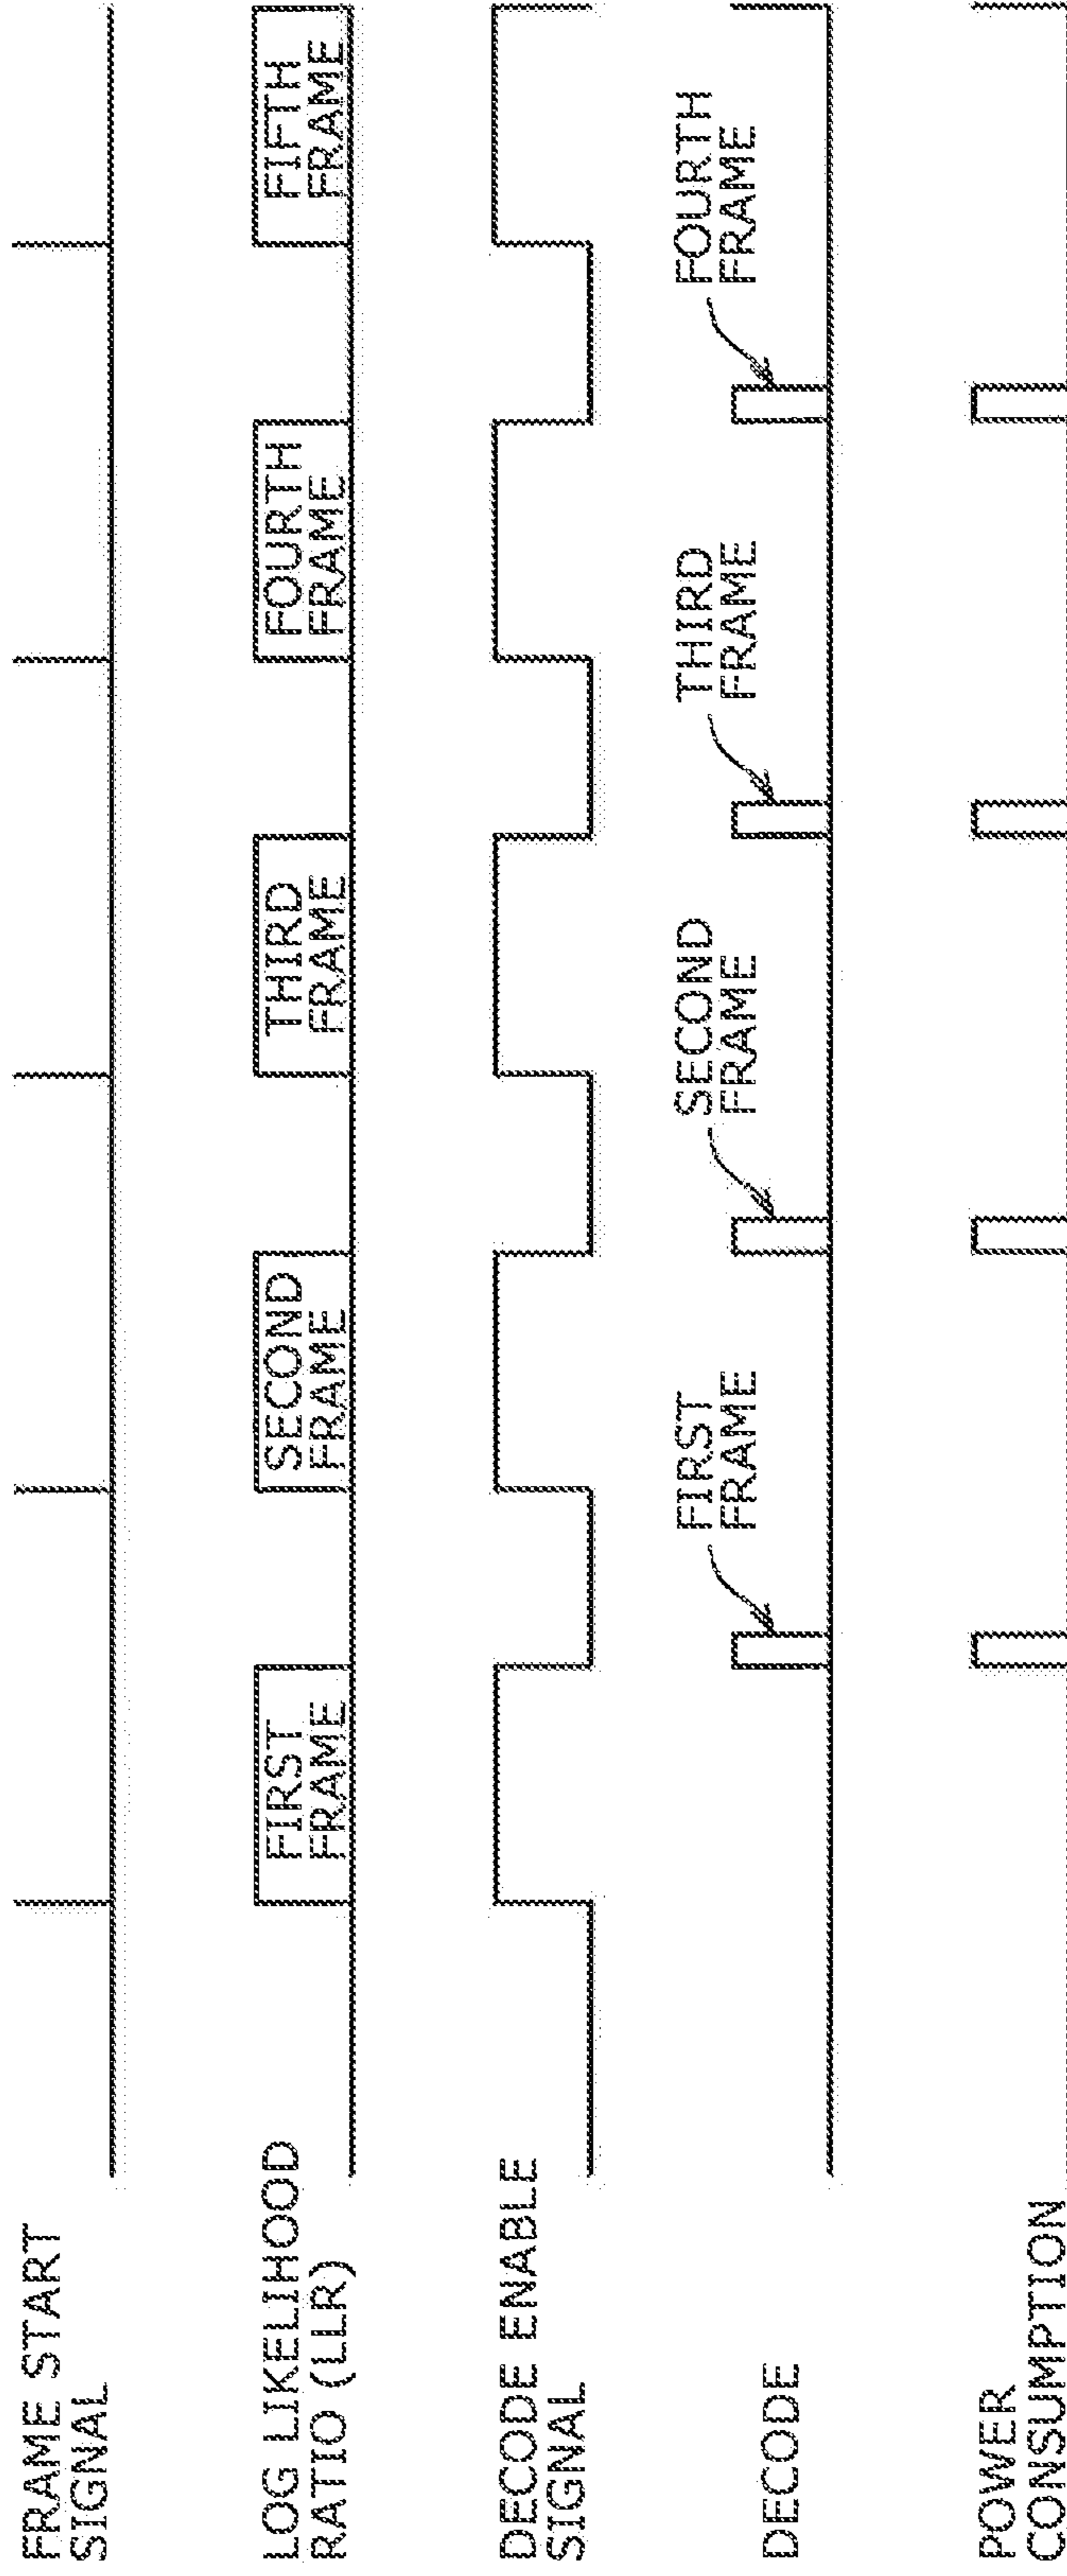 FRAME START
SIGNAL
LOG LIKELIHOOD
RATIO (LLR)
FIRST
FRAME
SECOND
FRAME
THIRD
FRAME
FOURTH
FRAME
FIFTH
FRAME
DECODE ENABLE
SIGNAL
DECODE
FIRST
FRAME
SECOND
FRAME
THIRD
FRAME
FOURTH
FRAME
POWER
CONSUMPTION